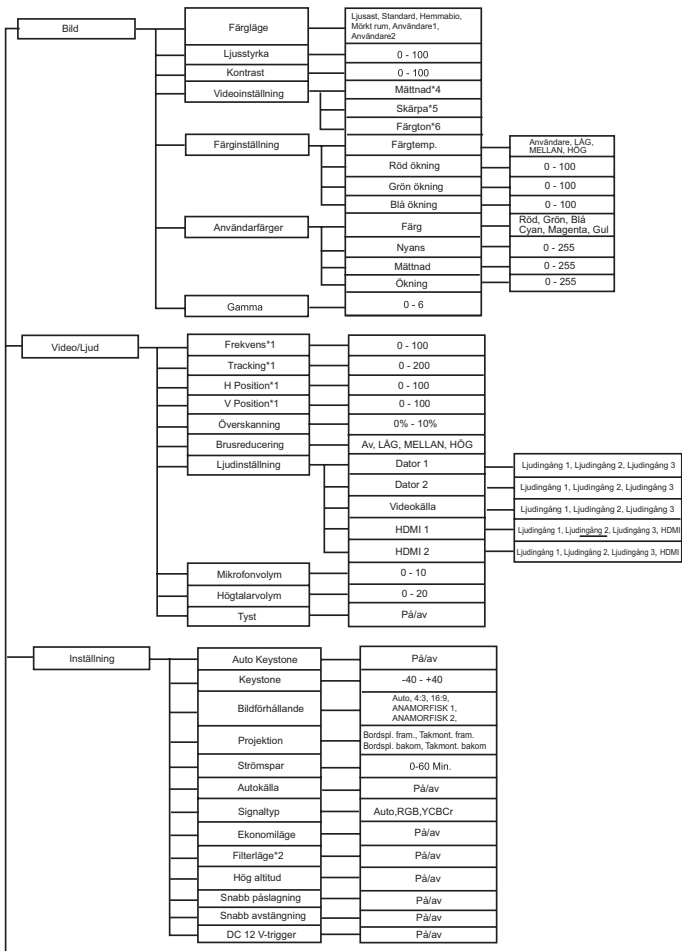 Bild
Färgläge
Ljusast, Standard, Hemmabio,
Mörkt rum, Användare1,
Användare2
Ljusstyrka
0 - 100
Kontrast
0 - 100
Videoinställning
Mättnad*4
Skärpa*5
Färgton*6
Färginställning
Färgtemp.
Användare, LÅG,
MELLAN, HÖG
Röd ökning
0 - 100
Grön ökning
0 - 100
Blå ökning
0 - 100
Användarfärger
Färg
Röd, Grön, Blå
Cyan, Magenta, Gul
Nyans
0 - 255
Mättnad
0 - 255
Ökning
0 - 255
Gamma
0 - 6
Video/Ljud
Frekvens*1
0 - 100
Tracking*1
0 - 200
H Position*1
0 - 100
V Position*1
0 - 100
Överskanning
0% - 10%
Brusreducering
Av, LÅG, MELLAN, HÖG
Ljudinställning
Dator 1
Ljudingång 1, Ljudingång 2, Ljudingång 3
Dator 2
Ljudingång 1, Ljudingång 2, Ljudingång 3
Videokälla
Ljudingång 1, Ljudingång 2, Ljudingång 3
HDMI 1
Ljudingång 1, Ljudingång 2, Ljudingång 3, HDMI
HDMI 2
Ljudingång 1, Ljudingång 2, Ljudingång 3, HDMI
Mikrofonvolym
0 - 10
Högtalarvolym
0 - 20
Tyst
På/av
Inställning
Auto Keystone
På/av
Keystone
-40 - +40
Bildförhållande
Auto, 4:3, 16:9,
ANAMORFISK 1,
ANAMORFISK 2,
Projektion
Bordspl. fram., Takmont. fram.
Bordspl. bakom, Takmont. bakom
Strömspar
0-60 Min.
Autokälla
På/av
Signaltyp
Auto,RGB,YCBCr
Ekonomiläge
På/av
Filterläge*2
På/av
Hög altitud
På/av
Snabb påslagning
På/av
Snabb avstängning
På/av
DC 12 V-trigger
På/av